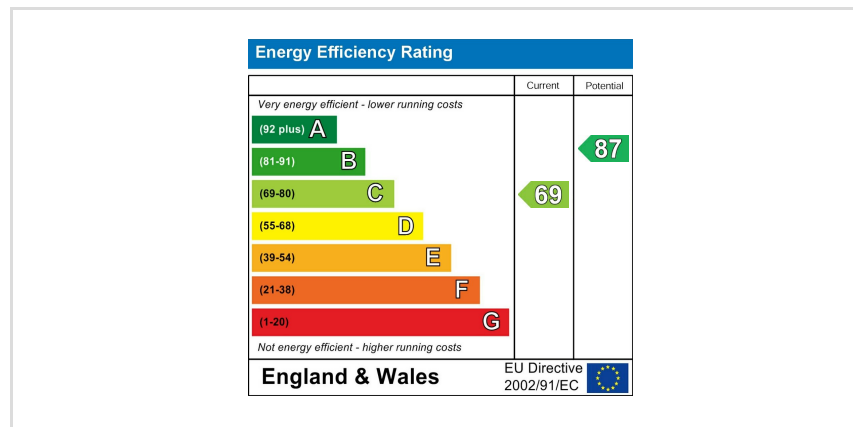 Energy Efficiency Rating
Current Potential
Very energy efficient - lower running costs
(92 plus) A
(81-91) B
87
(69-80) C
69
(55-68) D
(39-54) E
(21-38) F
(1-20) G
Not energy efficient - higher running costs
England & Wales
EU Directive
2002/91/EC